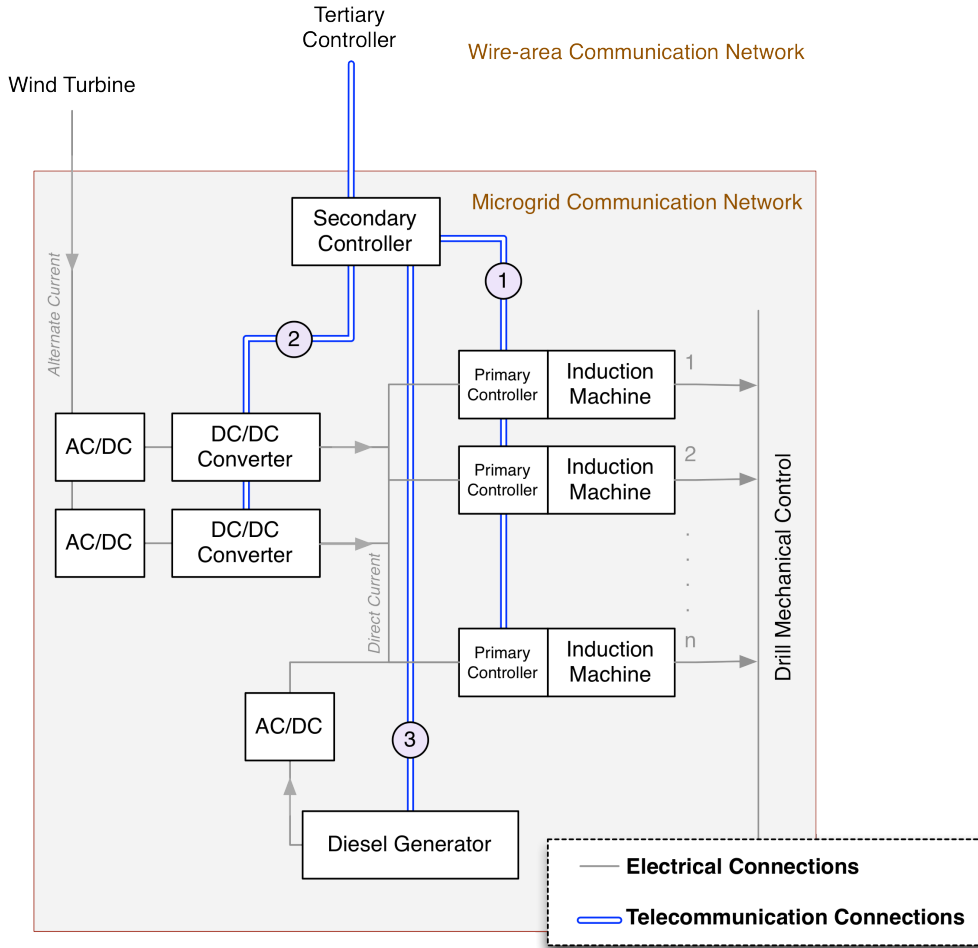 Tertiary
Controller
Wire-area Communication Network
Wind Turbine
Microgrid Communication Network
Secondary
Controller
Alternate Current
1
2
Primary
Controller
Induction
Machine
1
AC/DC
DC/DC
Converter
Primary
Controller
Induction
Machine
2
AC/DC
DC/DC
Converter
Direct Current
Drill Mechanical Control
Primary
Controller
Induction
Machine
n
AC/DC
3
Diesel Generator
Electrical Connections
Telecommunication Connections